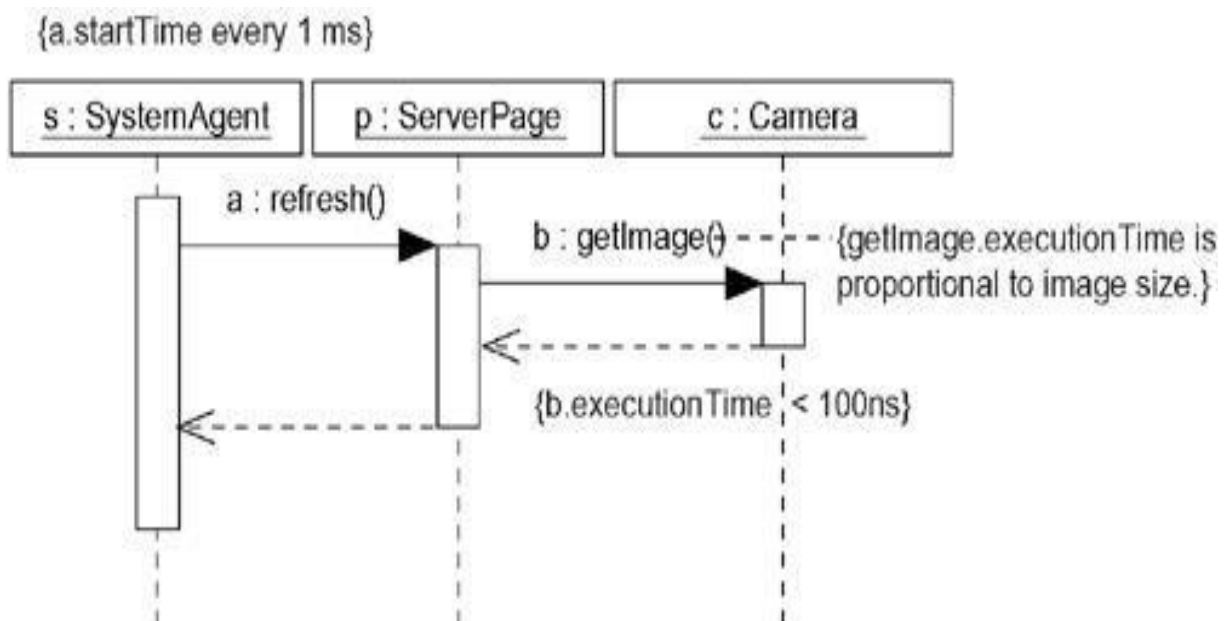 {a.startTime every 1 ms}
s : SystemAgent
p : ServerPage
c : Camera
a : refresh()
b : getImage()
{getImage.executionTime is
proportional to image size.}
{b.executionTime < 100ns}